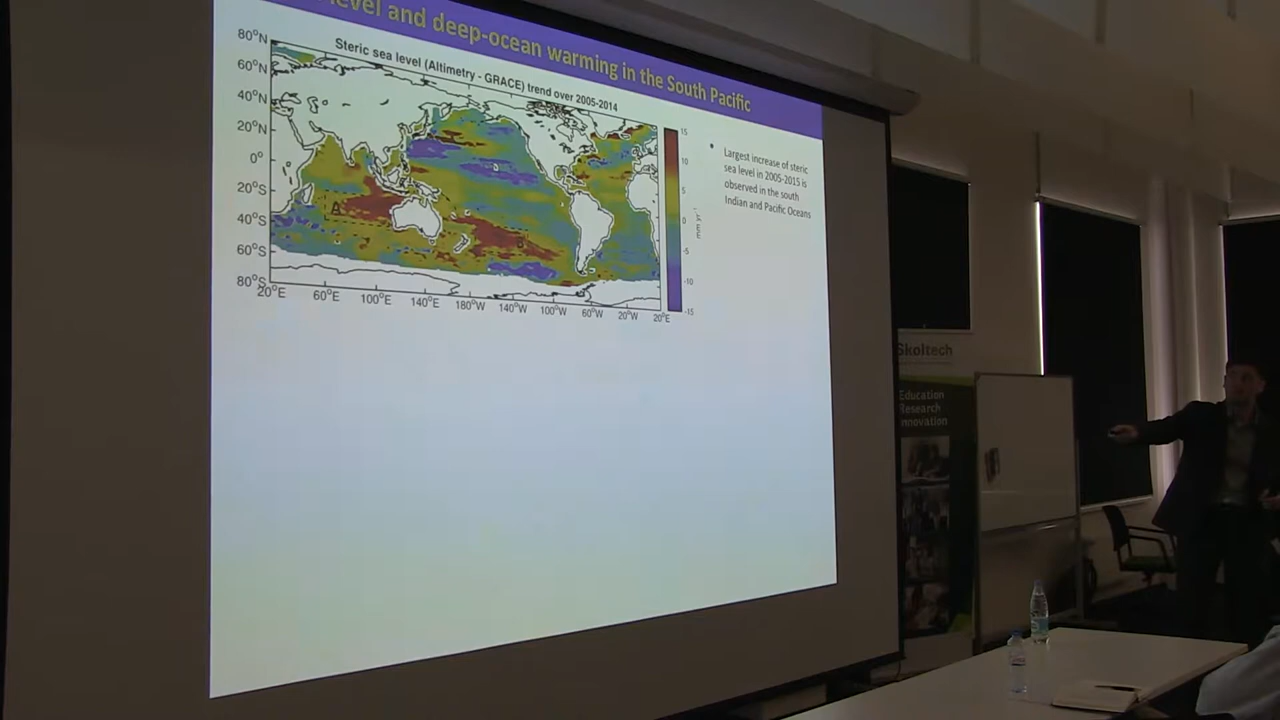 level and deep-ocean warming in the South Pacific
Steric sea level (Altimetry - GRACE) trend over 2005-2014
80°N
60°N
40°N
20°N
0°
20°S
40°S
60°S
80°S
20°E 60°E 100°E 140°E 180°W 140°W 100°W 60°W 20°W 20°E
A
15
10
5
0
-5
-10
-15
mm yr⁻¹
• Largest increase of steric
sea level in 2005-2015 is
observed in the south
Indian and Pacific Oceans
Skoltech
Education
Research
Innovation